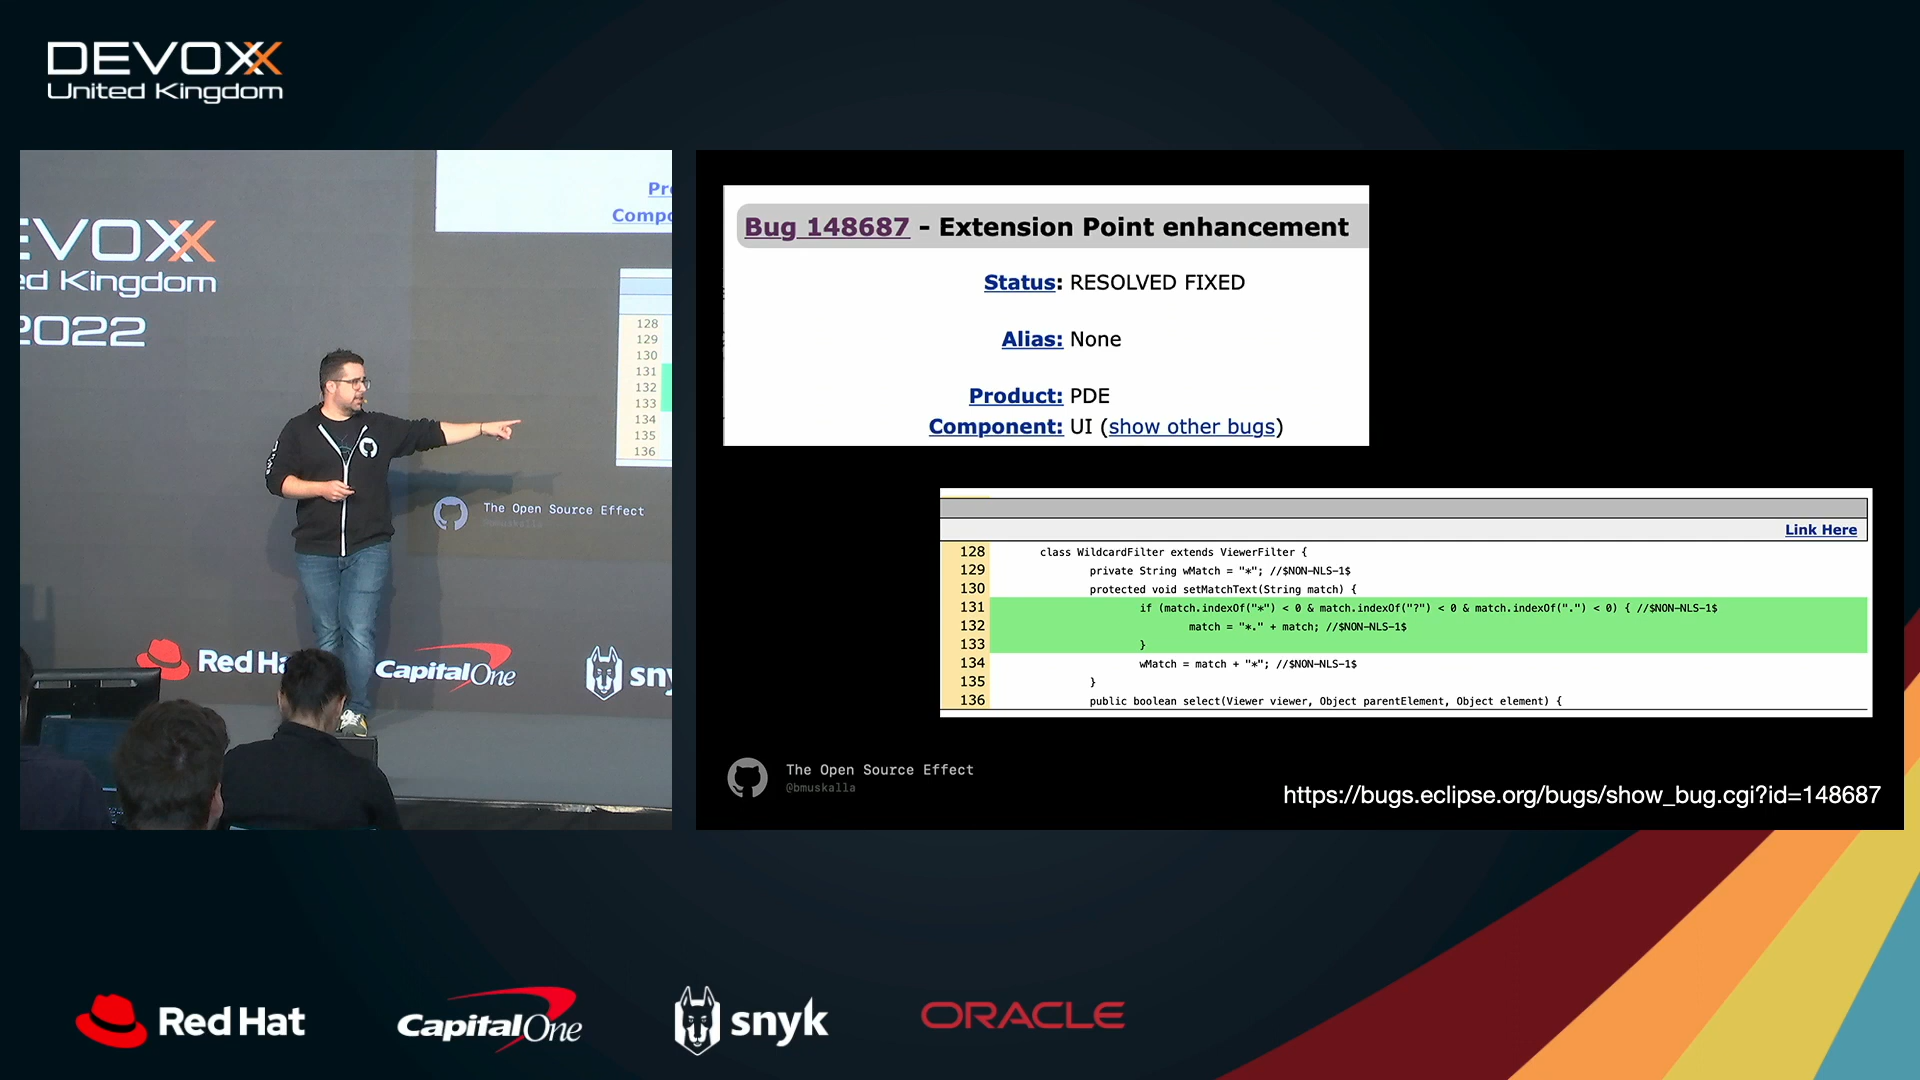 DEVOXX
United Kingdom
EVOXX
ed Kingdom
2022
Pr
Compo
128
129
130
131
132
133
134
135
136
The Open Source Effect
Red Ha
CapitalOne
sny
Bug 148687 - Extension Point enhancement
Status: RESOLVED FIXED
Alias: None
Product: PDE
Component: UI (show other bugs)
Link Here
128 class WildcardFilter extends ViewerFilter {
129 private String wMatch = "*"; //$NON-NLS-1$
130 protected void setMatchText(String match) {
131 if (match.indexOf("*") < 0 & match.indexOf("?") < 0 & match.indexOf(".") < 0) { //$NON-NLS-1$
132 match = "*." + match; //$NON-NLS-1$
133 }
134 wMatch = match + "*"; //$NON-NLS-1$
135 }
136 public boolean select(Viewer viewer, Object parentElement, Object element) {
The Open Source Effect
@bmuskalla
https://bugs.eclipse.org/bugs/show_bug.cgi?id=148687
Red Hat
CapitalOne
snyk
ORACLE